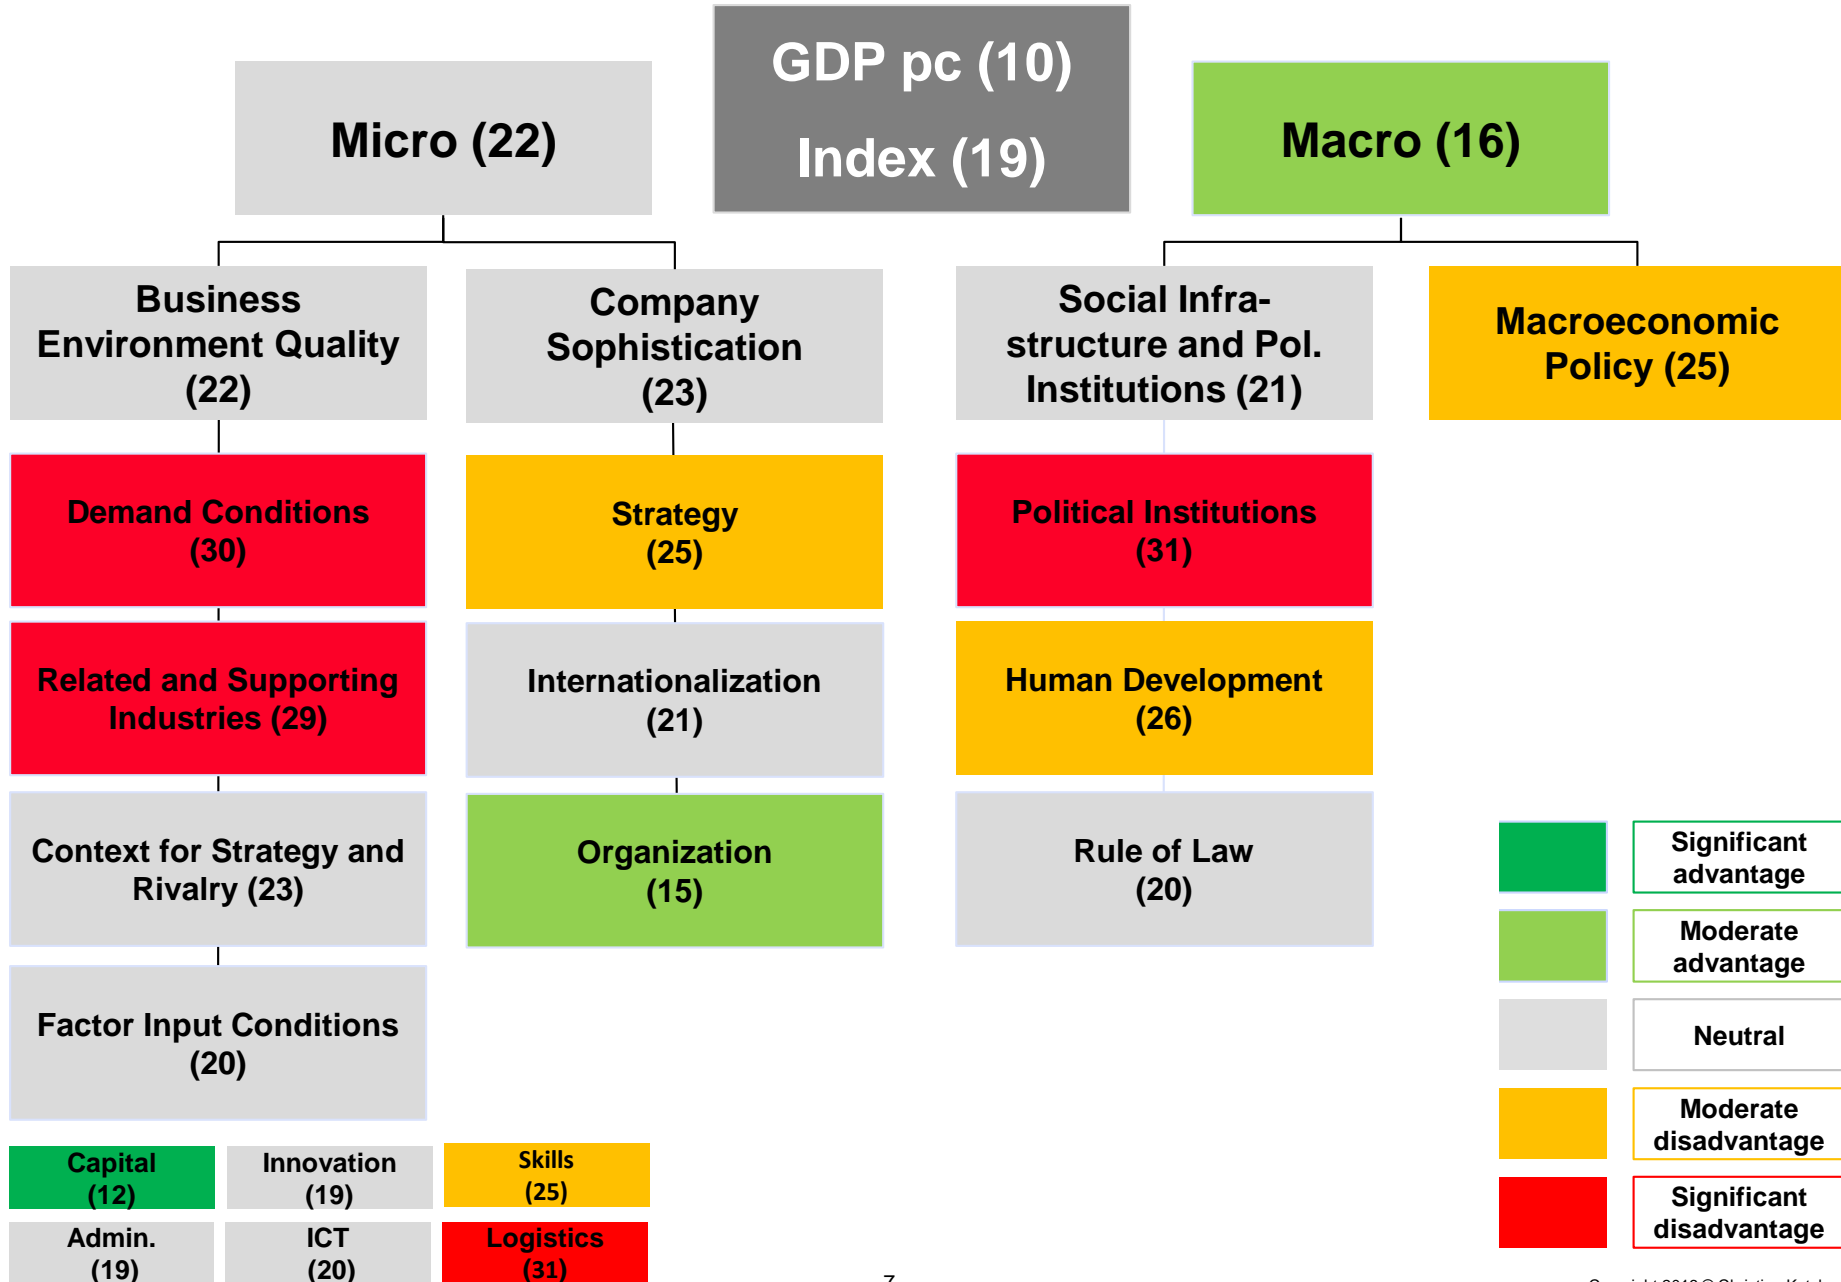 GDP pc (10)
Index (19)
Micro (22)
Macro (16)
Business
Environment Quality
(22)
Company
Sophistication
(23)
Social Infra-
structure and Pol.
Institutions (21)
Macroeconomic
Policy (25)
Demand Conditions
(30)
Strategy
(25)
Political Institutions
(31)
Related and Supporting
Industries (29)
Internationalization
(21)
Human Development
(26)
Context for Strategy and
Rivalry (23)
Organization
(15)
Rule of Law
(20)
Factor Input Conditions
(20)
Capital
(12)
Innovation
(19)
Skills
(25)
Admin.
(19)
ICT
(20)
Logistics
(31)
Significant
advantage
Moderate
advantage
Neutral
Moderate
disadvantage
Significant
disadvantage
7